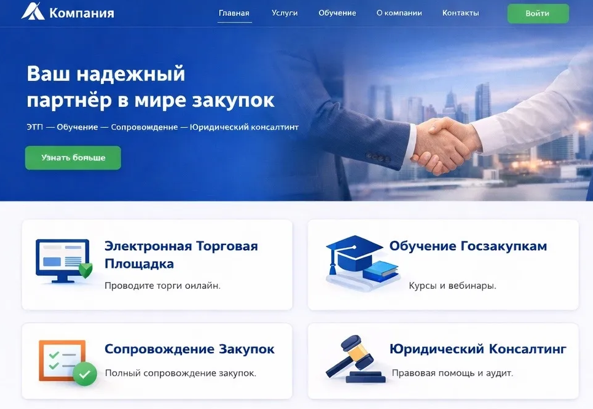 Компания
Главная
Услуги
Обучение
О компании
Контакты
Войти
Ваш надежный
партнёр в мире закупок
ЭТП — Обучение — Сопровождение — Юридический консалтинг
Узнать больше
Электронная Торговая
Площадка
Проводите торги онлайн.
Обучение Госзакупкам
Курсы и вебинары.
Сопровождение Закупок
Полный сопровождение закупок.
Юридический Консалтинг
Правовая помощь и аудит.